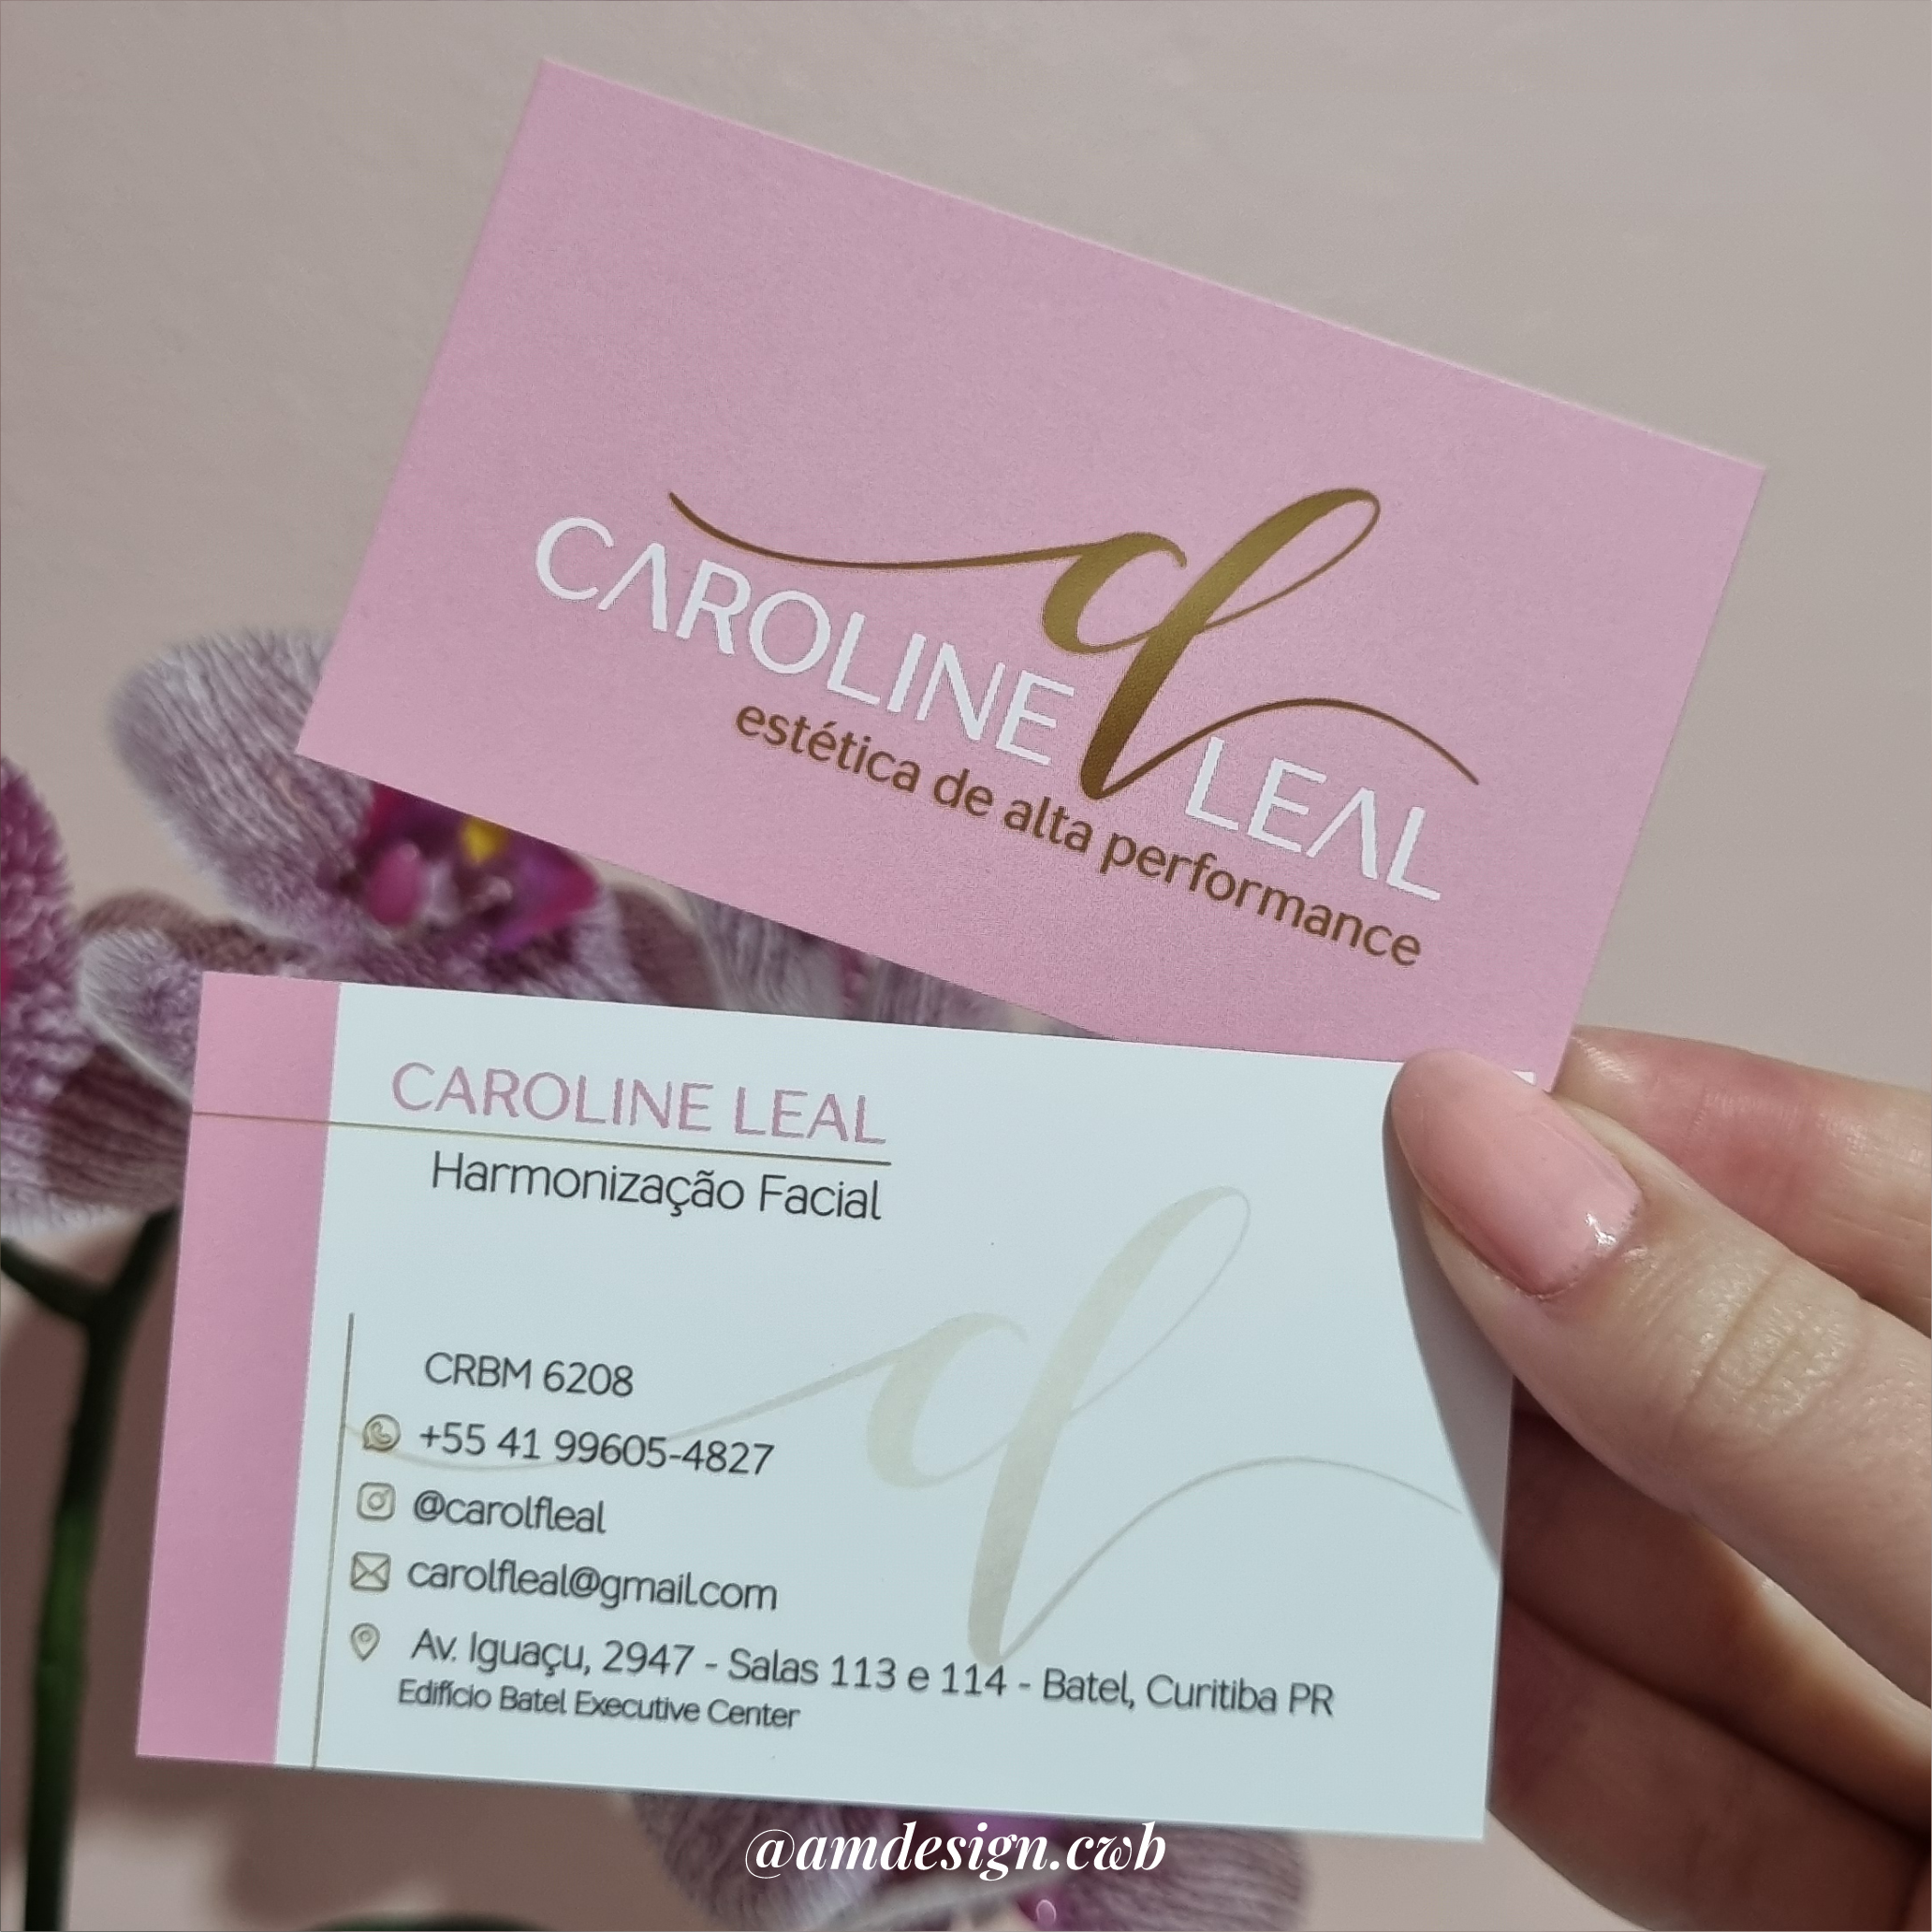 CAROLINE LEAL
estética de alta performance
CAROLINE LEAL
Harmonização Facial
CRBM 6208
+55 41 99605-4827
@carolfleal
carolfleal@gmail.com
Av. Iguaçu, 2947 - Salas 113 e 114 - Batel, Curitiba PR
Edifício Batel Executive Center
@amdesign.cwb